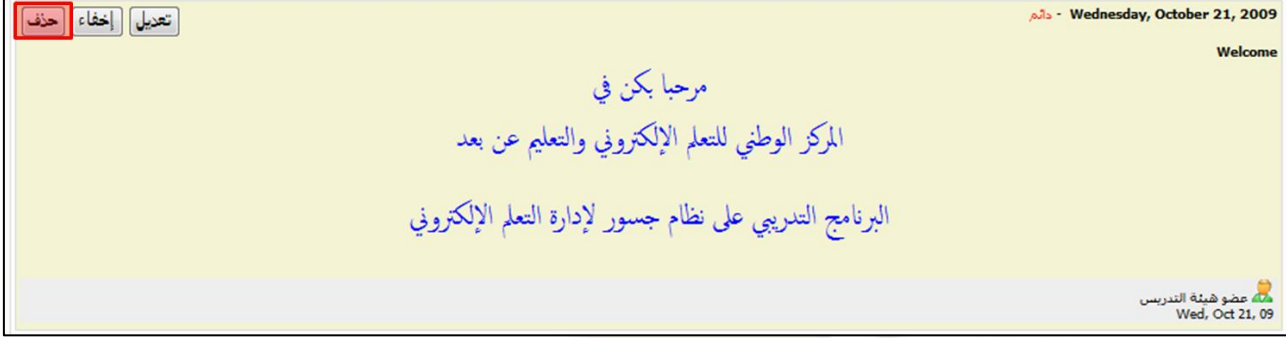 Wednesday, October 21, 2009 - دائم
تعديل إخفاء حذف
Welcome
مرحبا بكن في
المركز الوطني للتعلم الإلكتروني والتعليم عن بعد
البرنامج التدريبي على نظام جسور لإدارة التعلم الإلكتروني
عضو هيئة التدريس
Wed, Oct 21, 09